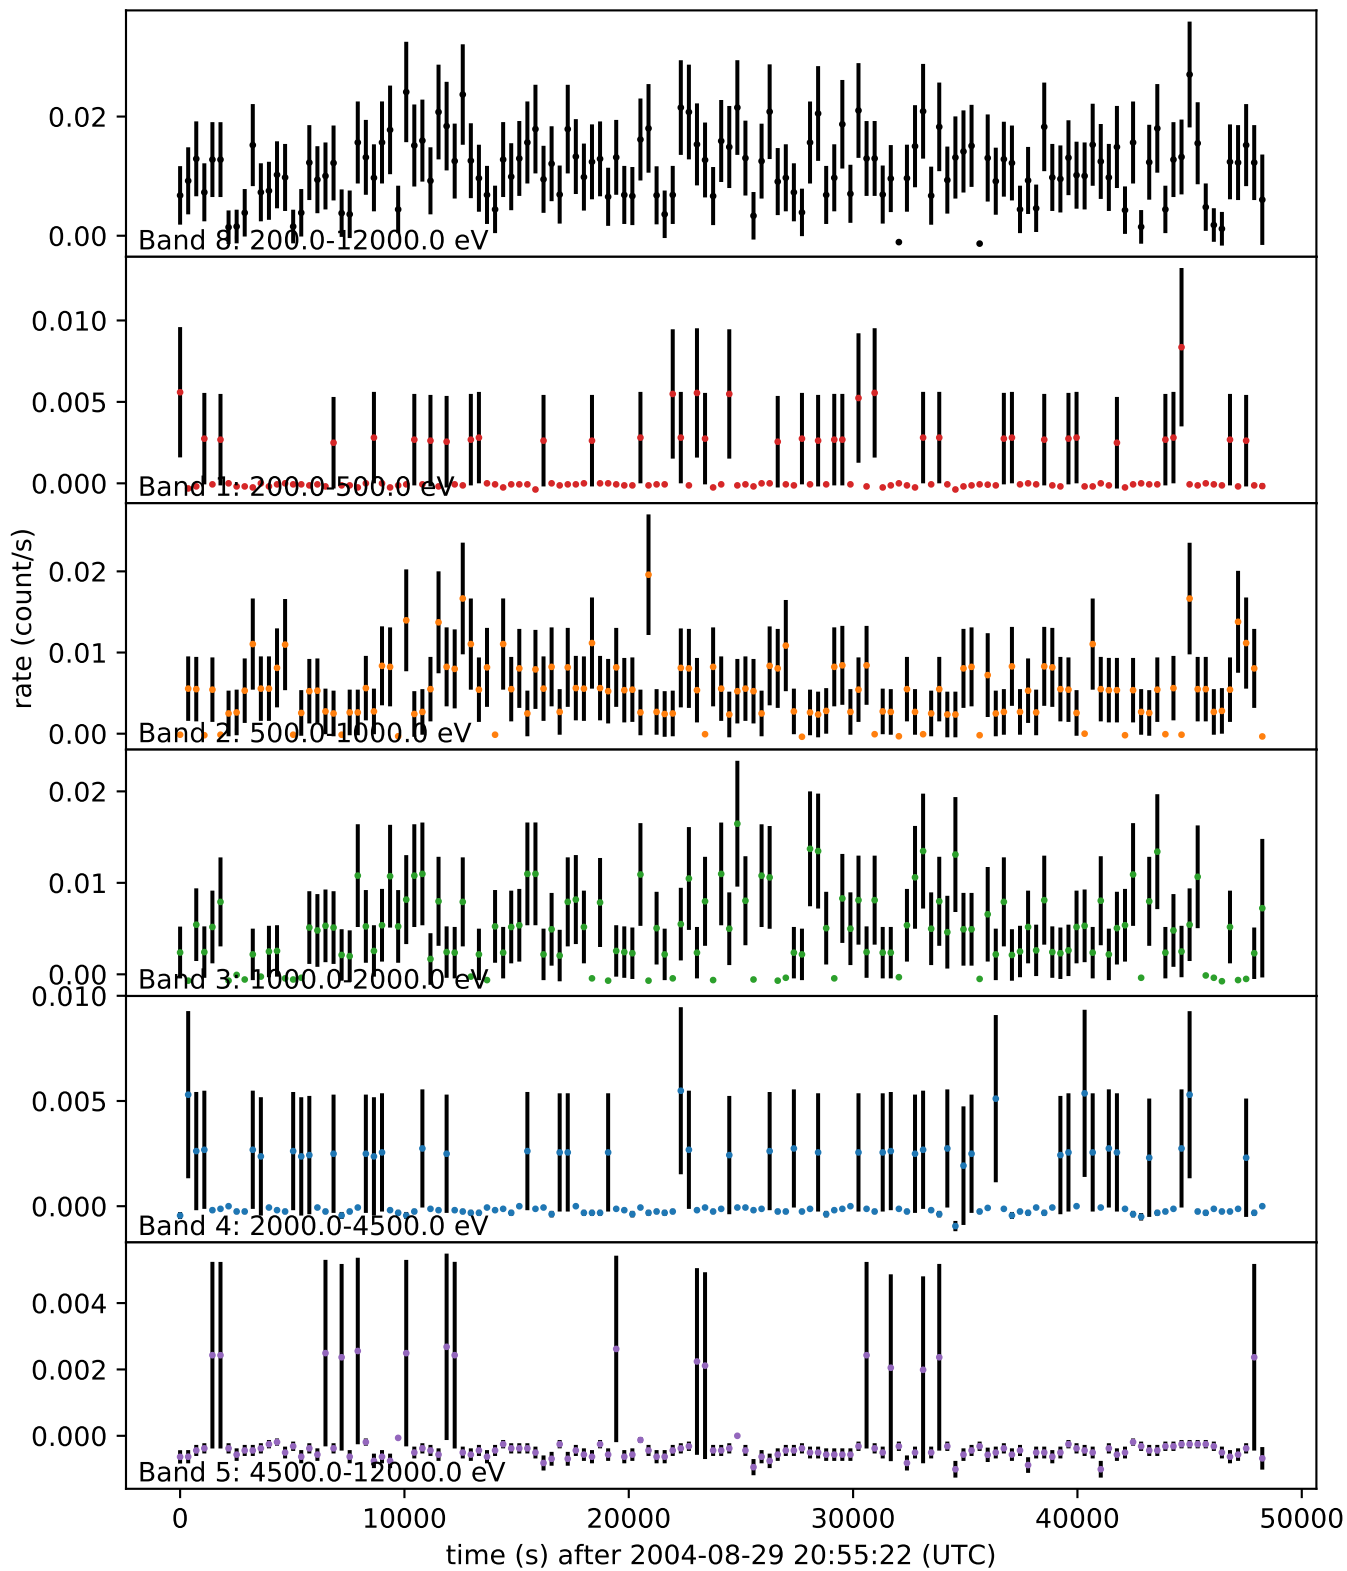 0.02
0.00
Band 8: 200.0-12000.0 eV
0.010
0.005
0.000
Band 1: 200.0-500.0 eV
rate (count/s)
0.02
0.01
0.00
Band 2: 500.0-1000.0 eV
0.02
0.01
0.00
Band 3: 1000.0-2000.0 eV
0.010
0.005
0.000
Band 4: 2000.0-4500.0 eV
0.004
0.002
0.000
Band 5: 4500.0-12000.0 eV
0 10000 20000 30000 40000 50000
time (s) after 2004-08-29 20:55:22 (UTC)